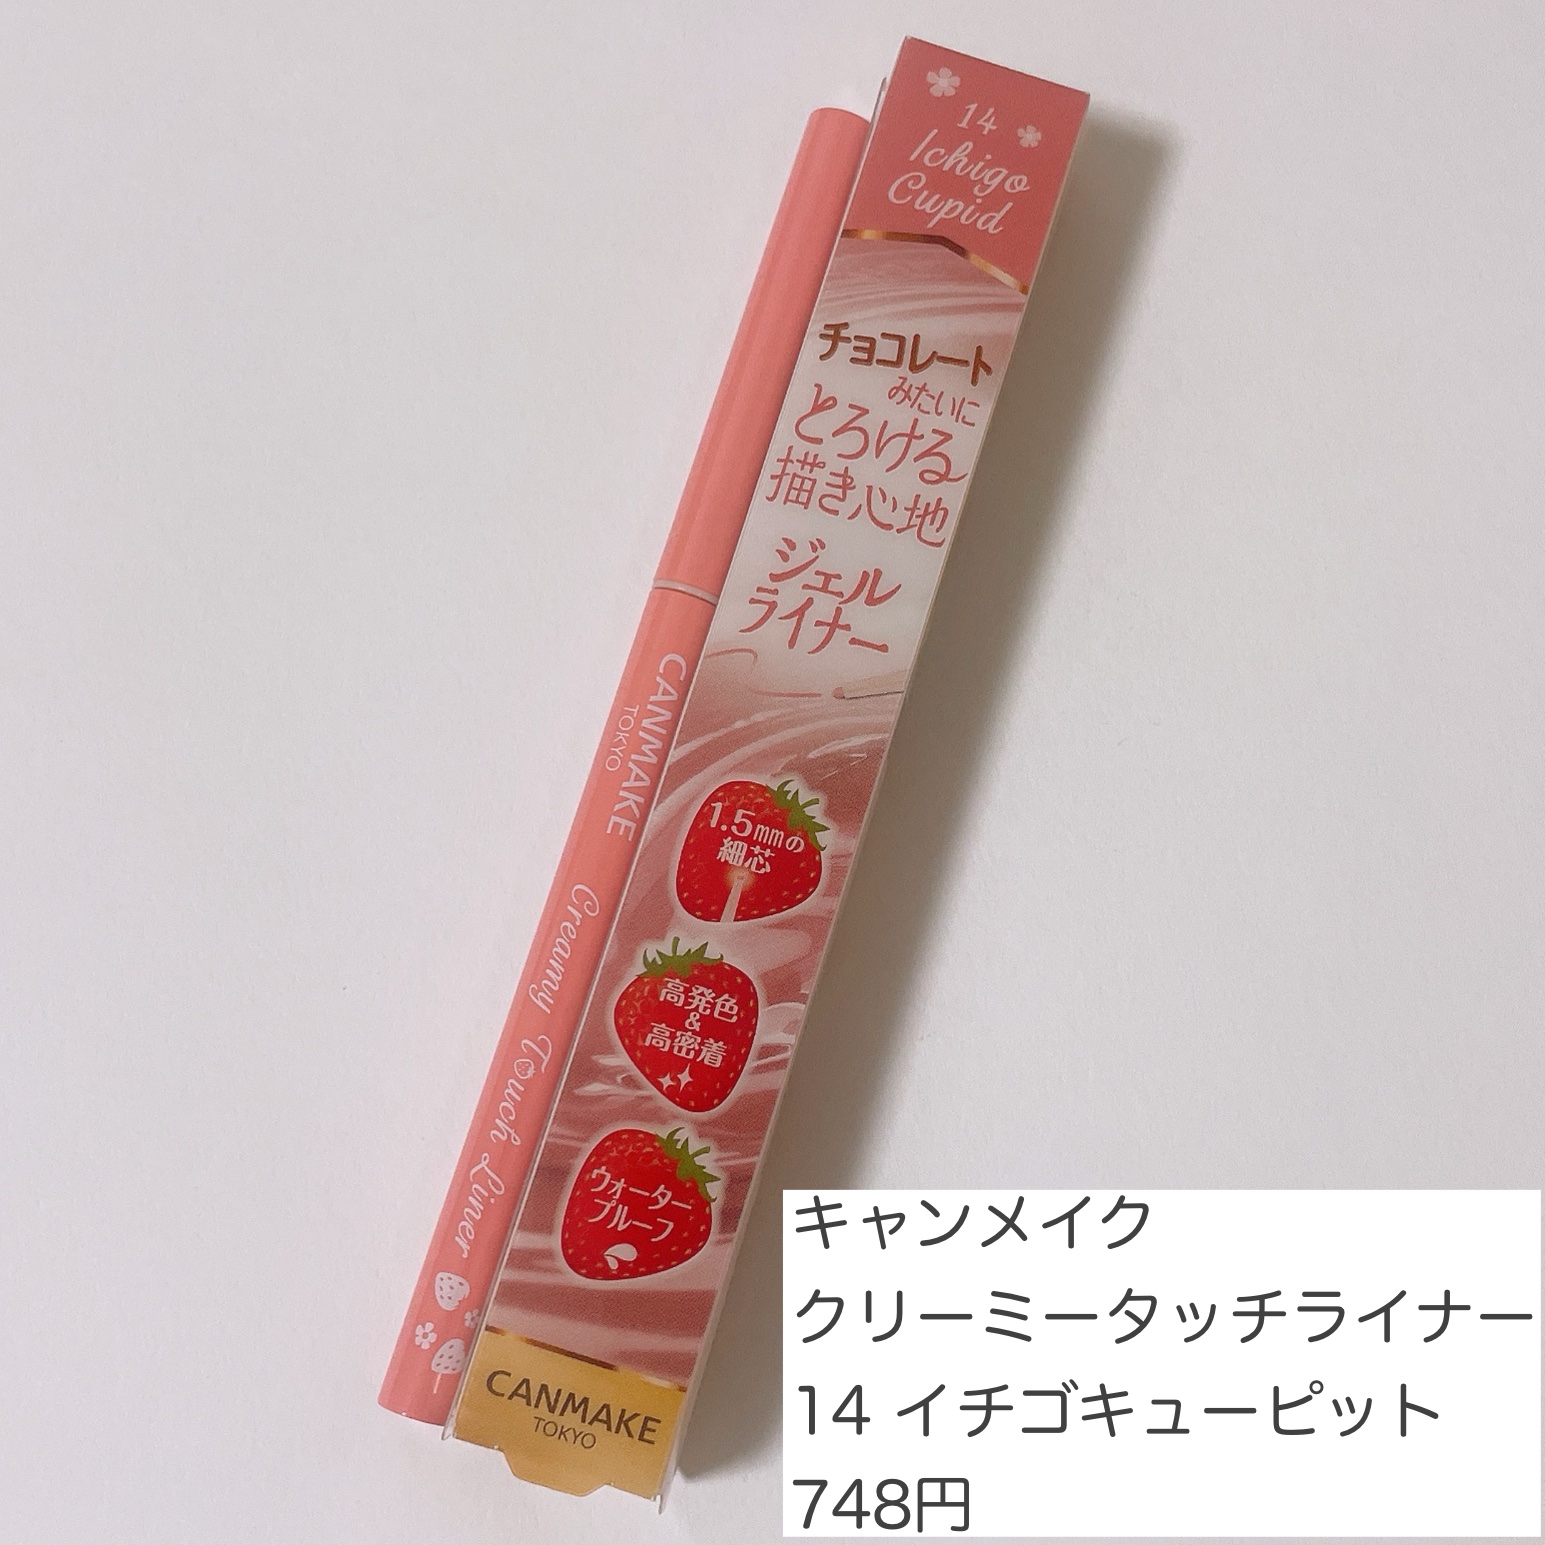 14
Ichigo
Cupid
チョコレート
みたいに
とろける
描き心地
ジェル
ライナー
1.5mmの
細芯
高発色
&
高密着
ウォーター
プルーフ
CANMAKE
TOKYO
CANMAKE
TOKYO
Creamy Touch Liner
キャンメイク
クリーミータッチライナー
14 イチゴキューピット
748円